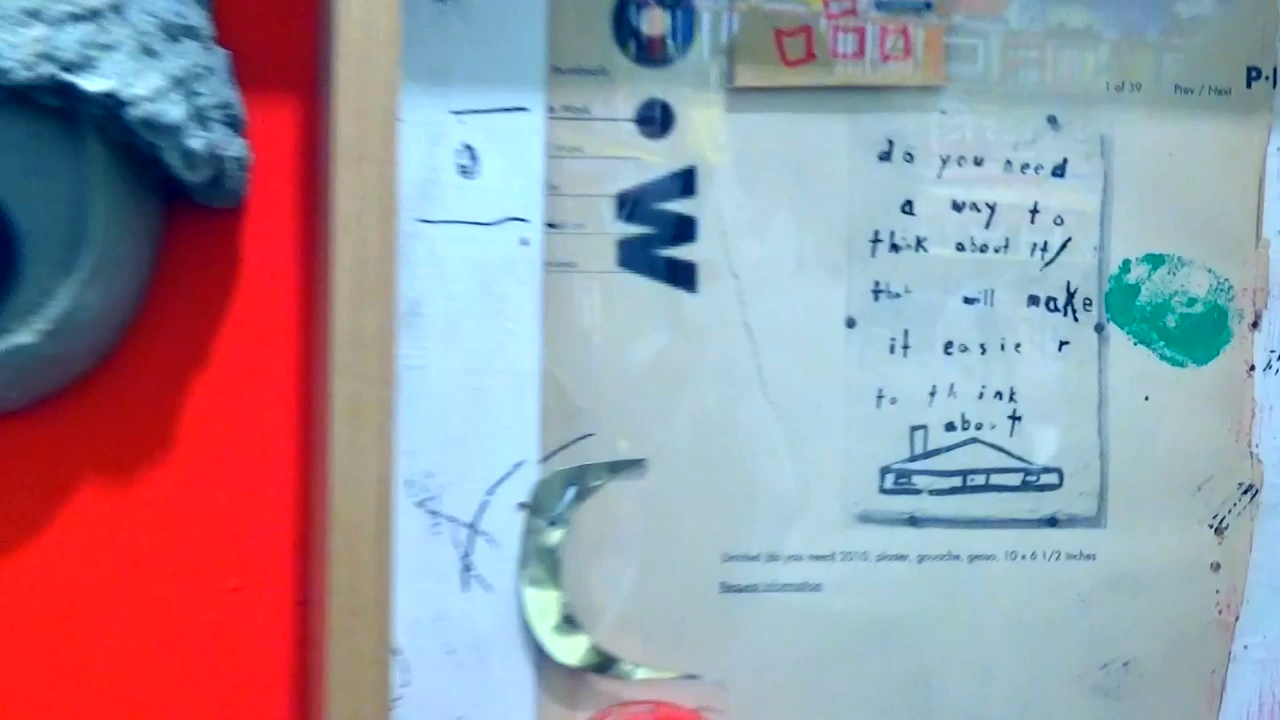 1 of 39 Prev / Next P
do you need
a way to
think about it/
that will make
it easier
to think
about
Untitled (do you need) 2010, plaster, gouache, gesso, 10 x 6 1/2 inches
Request information
W